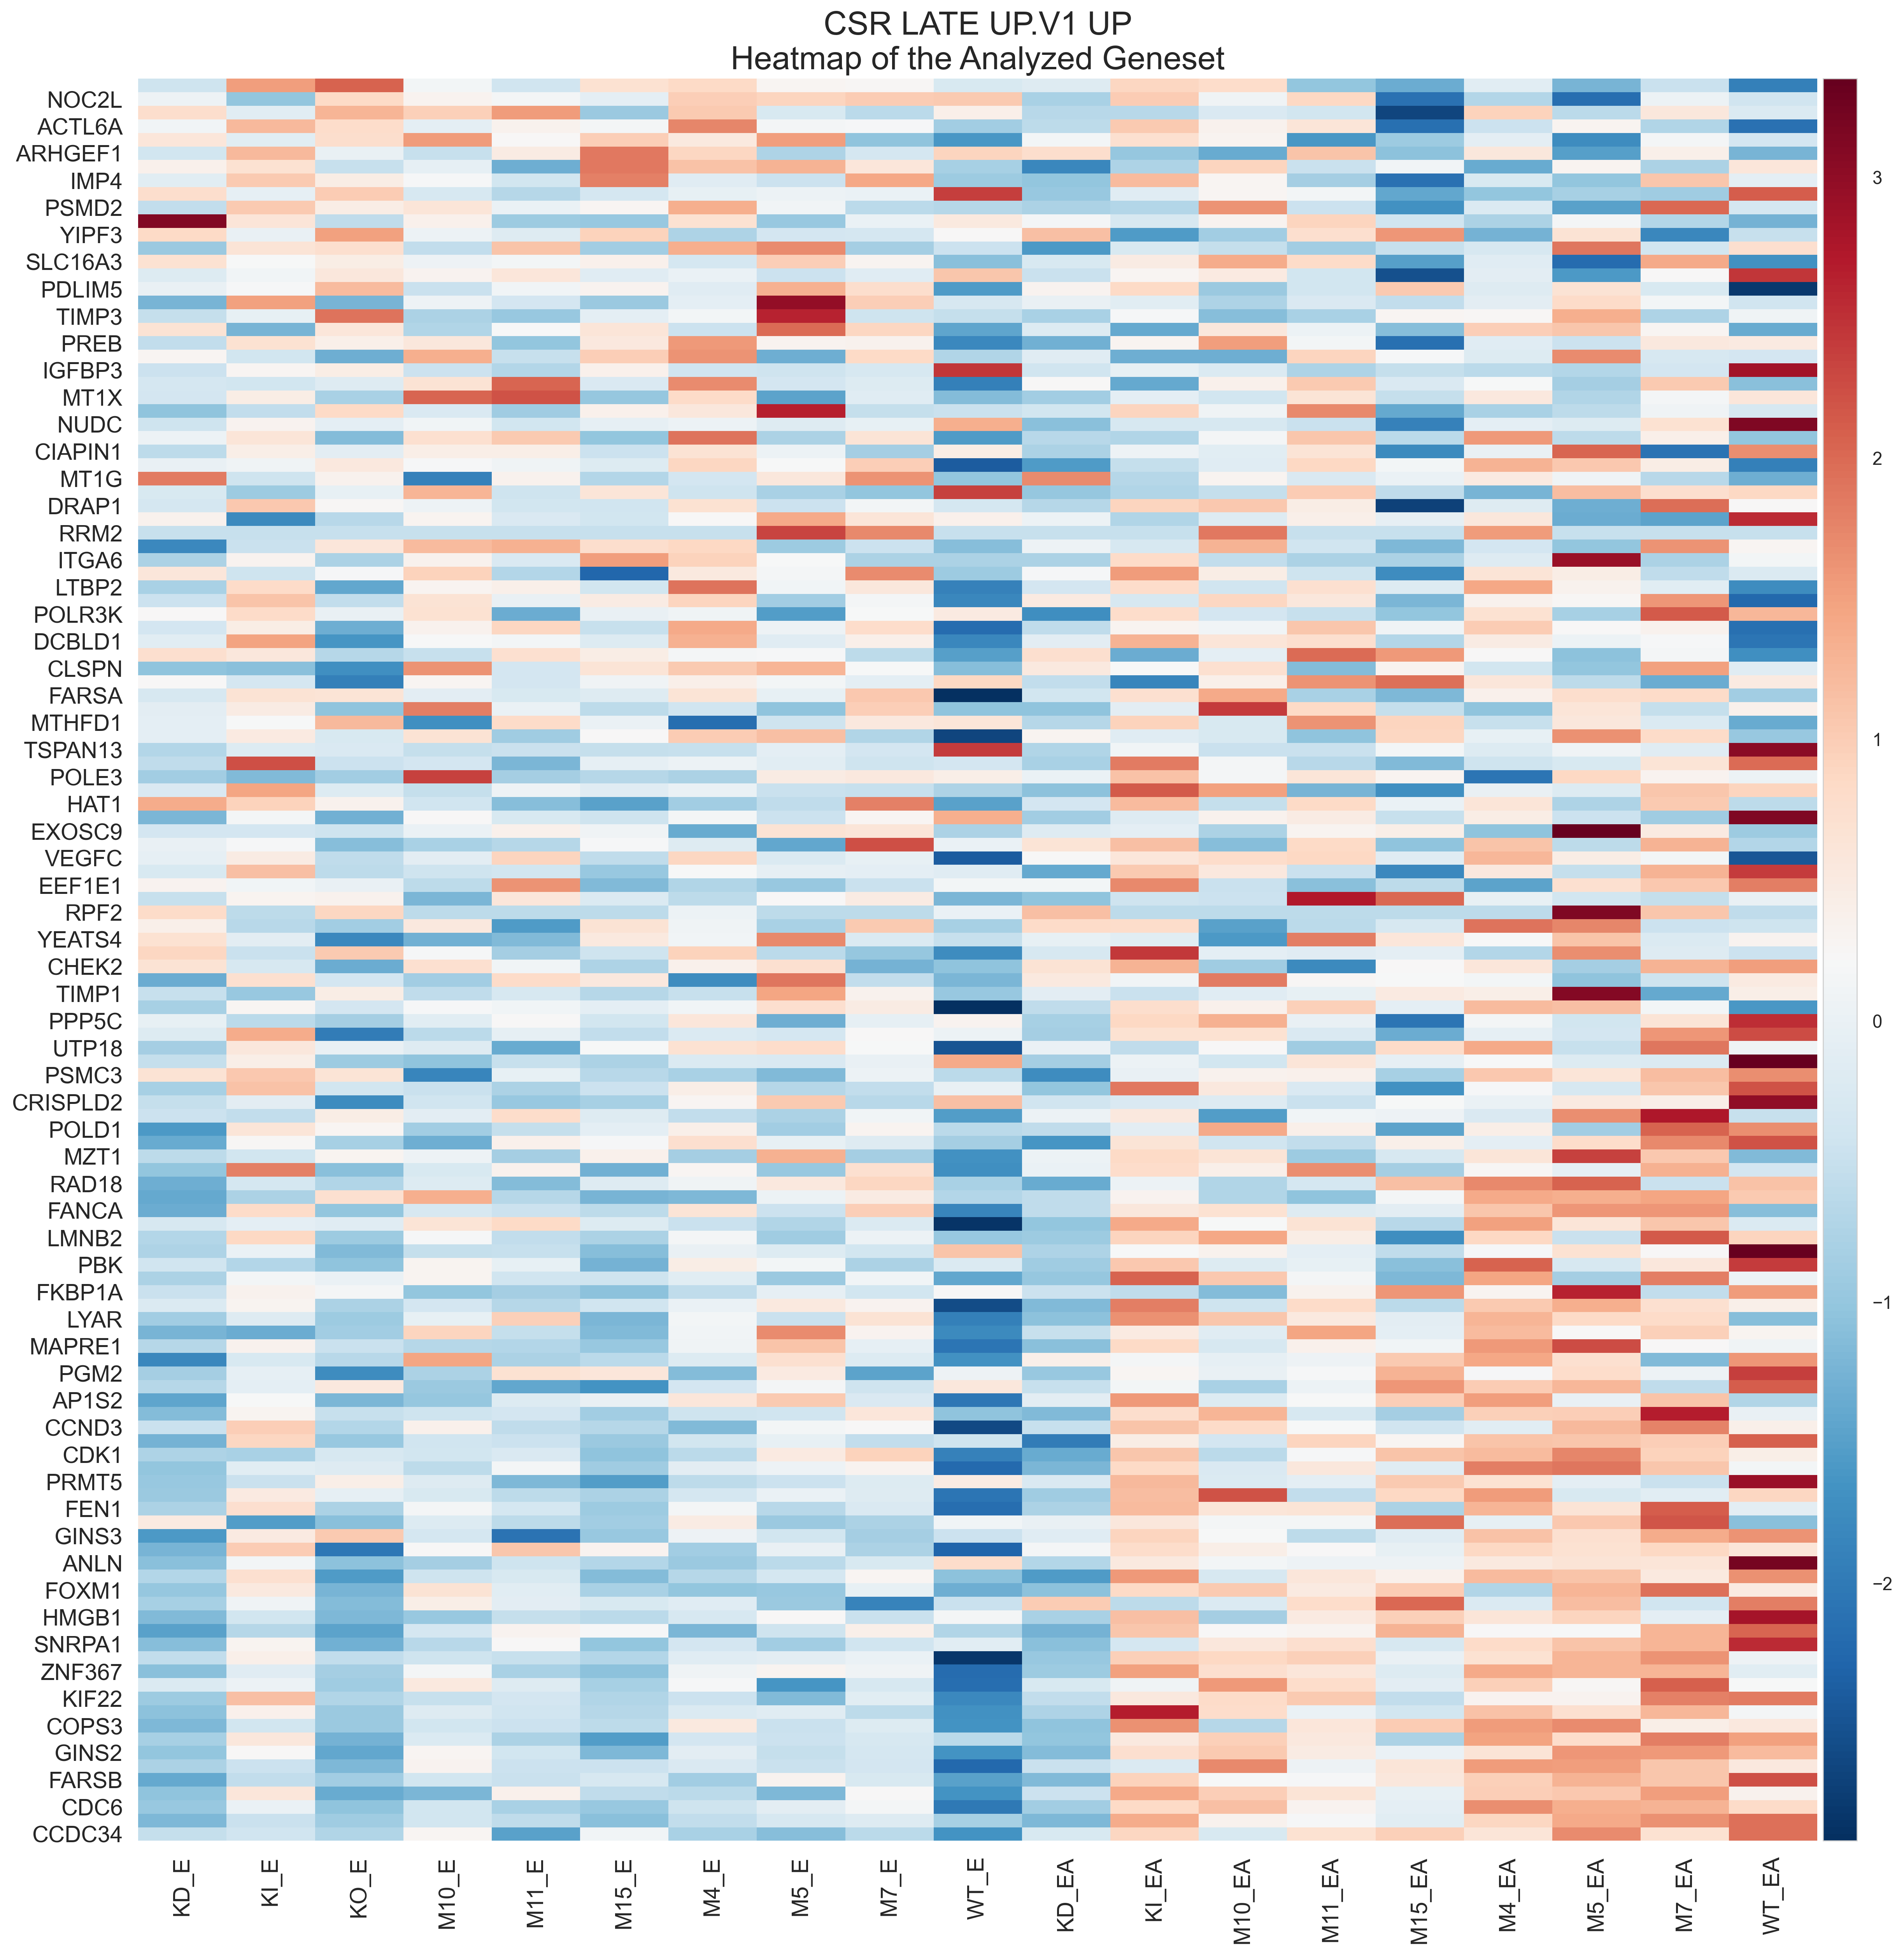 CSR LATE UP.V1 UP
Heatmap of the Analyzed Geneset
NOC2L
ACTL6A
ARHGEF1
IMP4
PSMD2
YIPF3
SLC16A3
PDLIM5
TIMP3
PREB
IGFBP3
MT1X
NUDC
CIAPIN1
MT1G
DRAP1
RRM2
ITGA6
LTBP2
POLR3K
DCBLD1
CLSPN
FARSA
MTHFD1
TSPAN13
POLE3
HAT1
EXOSC9
VEGFC
EEF1E1
RPF2
YEATS4
CHEK2
TIMP1
PPP5C
UTP18
PSMC3
CRISPLD2
POLD1
MZT1
RAD18
FANCA
LMNB2
PBK
FKBP1A
LYAR
MAPRE1
PGM2
AP1S2
CCND3
CDK1
PRMT5
FEN1
GINS3
ANLN
FOXM1
HMGB1
SNRPA1
ZNF367
KIF22
COPS3
GINS2
FARSB
CDC6
CCDC34
KD_E
KI_E
KO_E
M10_E
M11_E
M15_E
M4_E
M5_E
M7_E
WT_E
KD_EA
KI_EA
M10_EA
M11_EA
M15_EA
M4_EA
M5_EA
M7_EA
WT_EA
3
2
1
0
−1
−2